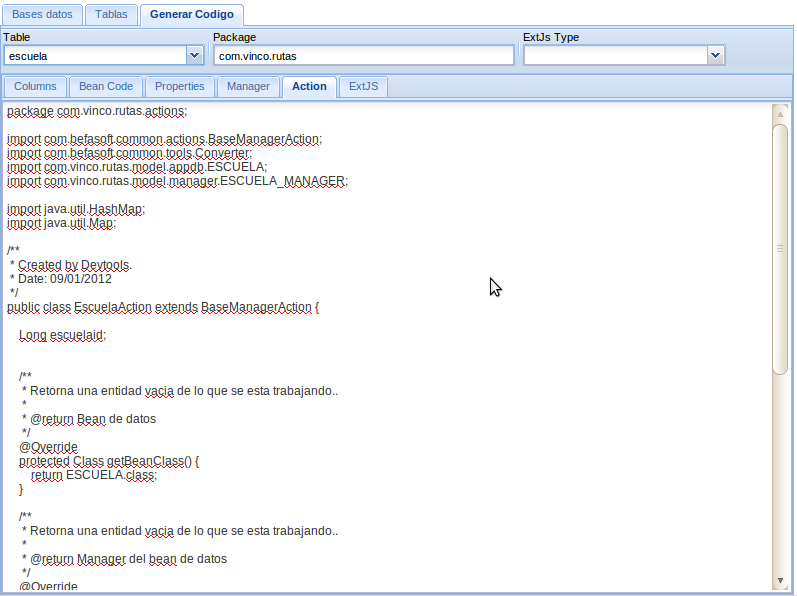 Bases datos Tablas Generar Codigo
Table Package ExtJs Type
escuela com.vinco.rutas
Columns Bean Code Properties Manager Action ExtJS
package com.vinco.rutas.actions;
import com.befasoft.common.actions.BaseManagerAction;
import com.befasoft.common.tools.Converter;
import com.vinco.rutas.model.appdb.ESCUELA;
import com.vinco.rutas.model.manager.ESCUELA_MANAGER;
import java.util.HashMap;
import java.util.Map;
/**
* Created by Devtools.
* Date: 09/01/2012
*/
public class EscuelaAction extends BaseManagerAction {
Long escuelaid;
/**
* Retorna una entidad vacia de lo que se esta trabajando..
*
* @return Bean de datos
*/
@Override
protected Class getBeanClass() {
return ESCUELA.class;
}
/**
* Retorna una entidad vacia de lo que se esta trabajando..
*
* @return Manager del bean de datos
*/
@Override